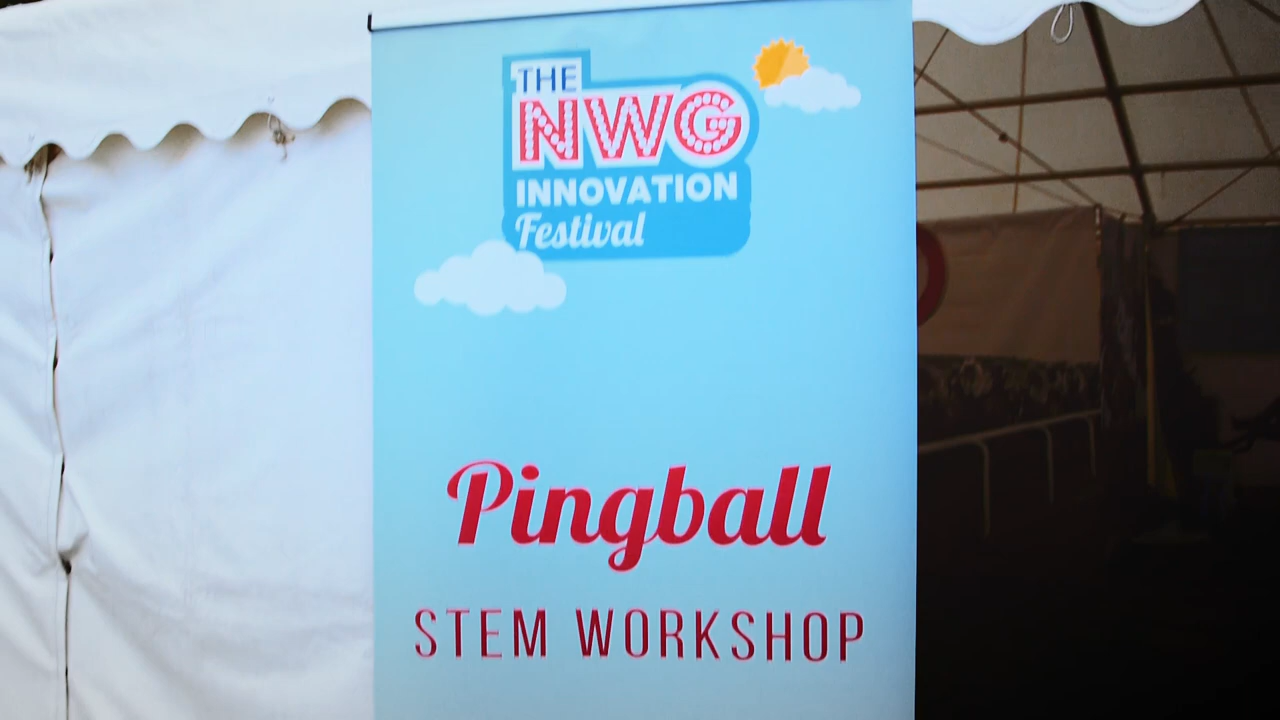 THE
NWG
INNOVATION
Festival
Pingball
STEM WORKSHOP